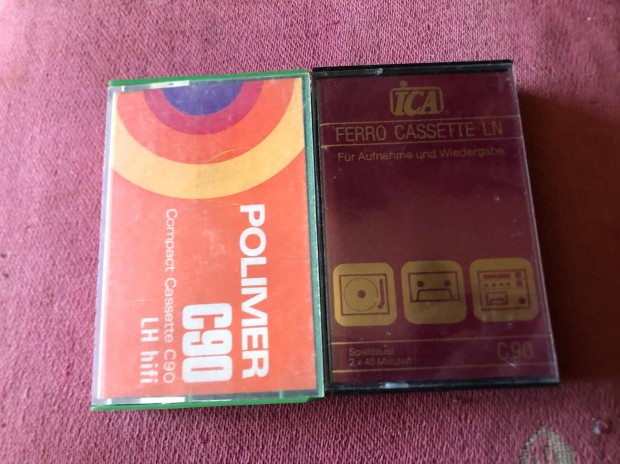 POLIMER
C90
Compact Cassette C90
LH hifi
ICA
FERRO CASSETTE LN
Für Aufnahme und Wiedergabe
Spieldauer
2 x 45 Minuten
C 90